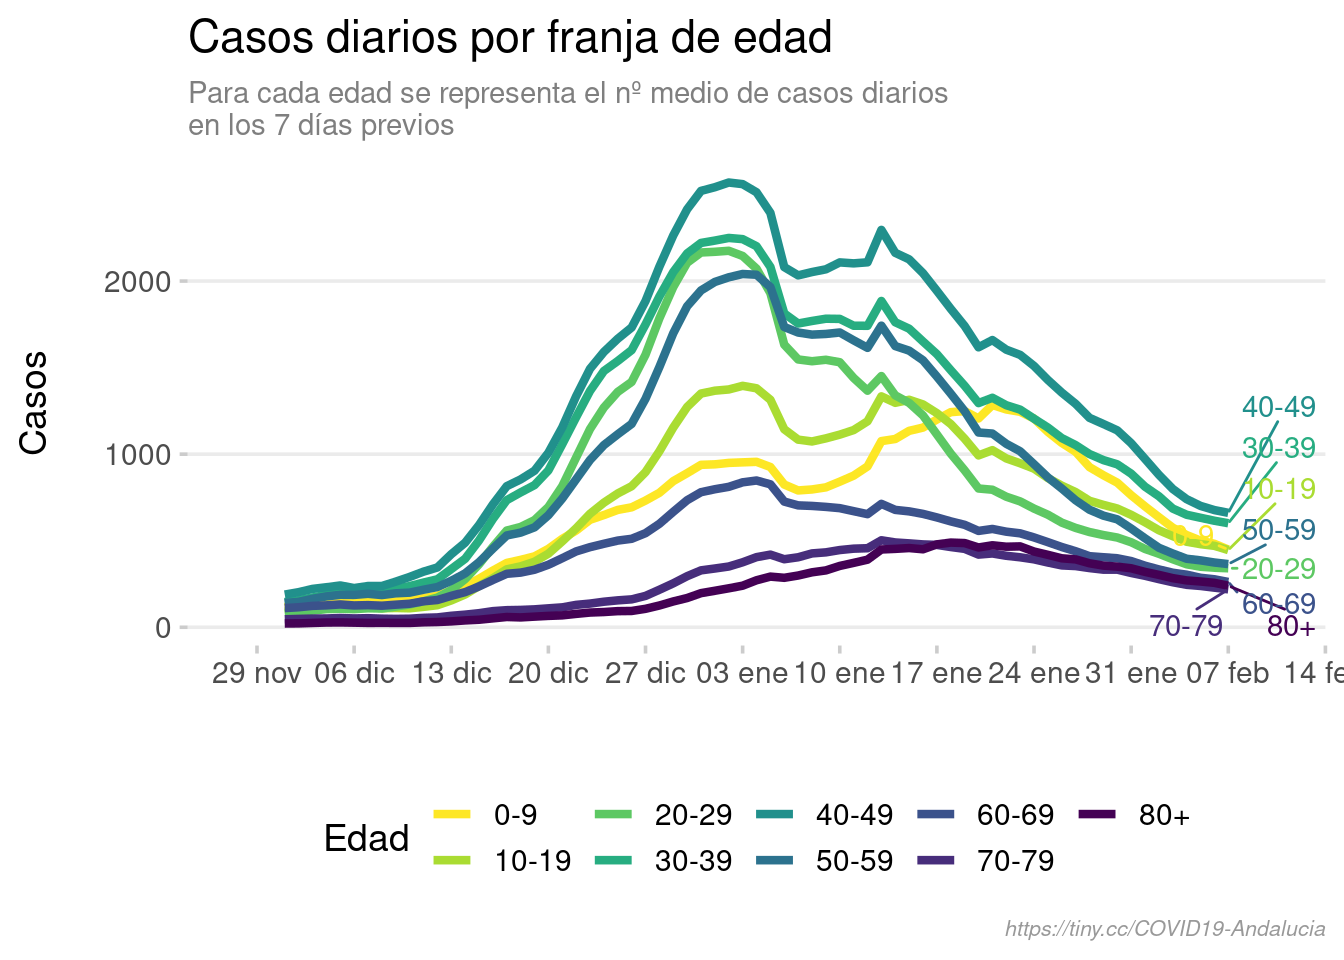 Casos diarios por franja de edad
Para cada edad se representa el nº medio de casos diarios
en los 7 días previos
Casos
2000
1000
0
40-49
30-39
10-19
0-9
50-59
20-29
60-69
70-79
80+
29 nov 06 dic 13 dic 20 dic 27 dic 03 ene 10 ene 17 ene 24 ene 31 ene 07 feb 14 fe
Edad
0-9 20-29 40-49 60-69 80+
10-19 30-39 50-59 70-79
https://tiny.cc/COVID19-Andalucia